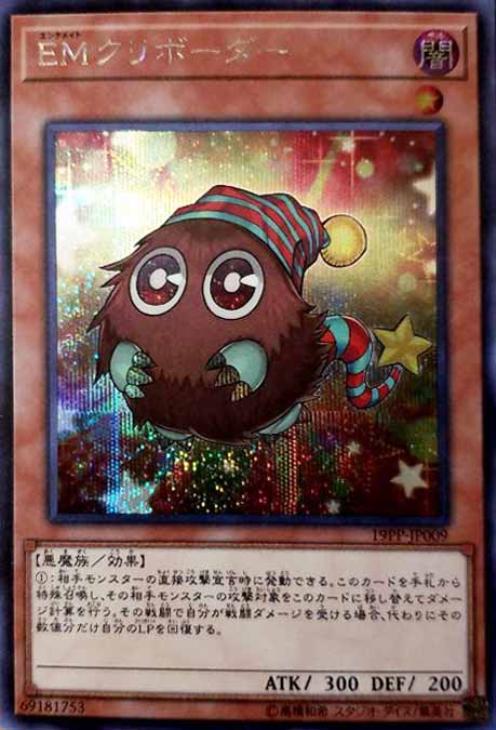 エンタメイト
EMクリボーダー
闇
19PP-JP009
【悪魔族/効果】
①:相手モンスターの直接攻撃宣言時に発動できる。このカードを手札から
特殊召喚し、その相手モンスターの攻撃対象をこのカードに移し替えてダメ
ージ計算を行う。その戦闘で自分が戦闘ダメージを受ける場合、代わりにその
数値分だけ自分のLPを回復する。
ATK/ 300 DEF/ 200
69181753
©高橋和希 スタジオ・ダイス/集英社